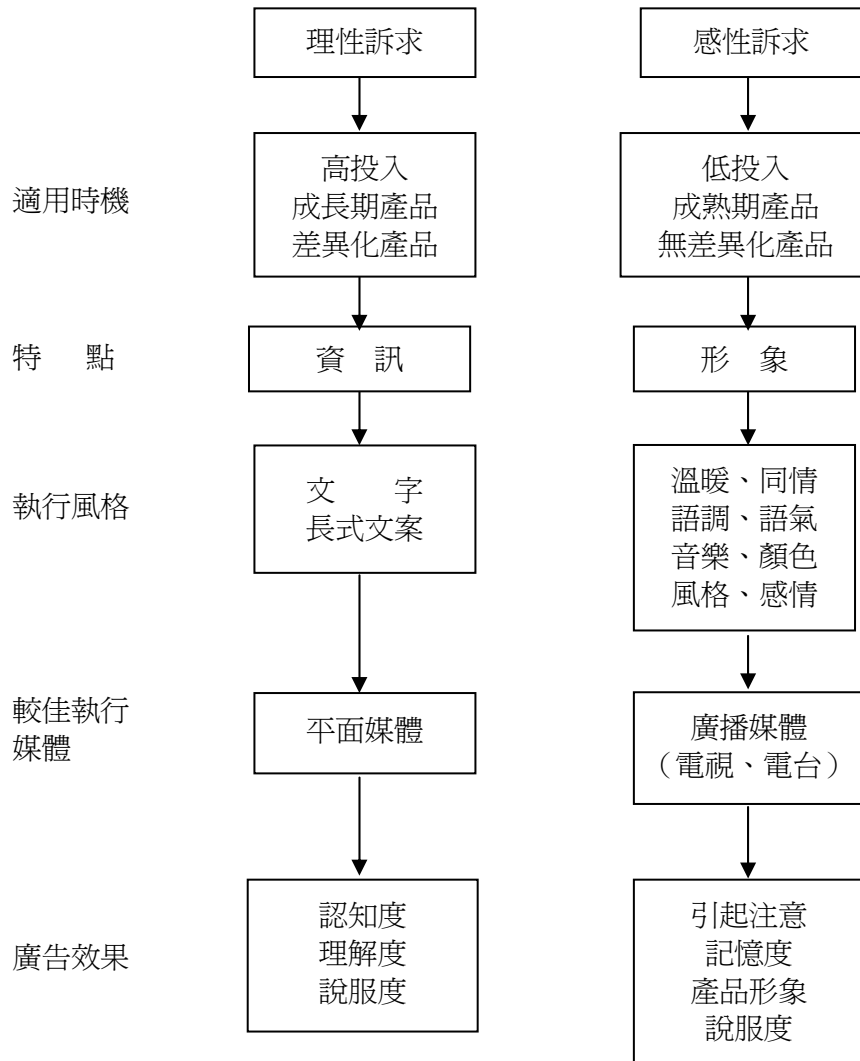 理性訴求
感性訴求
適用時機
高投入
成長期產品
差異化產品
低投入
成熟期產品
無差異化產品
特　點
資　訊
形　象
執行風格
文　　字
長式文案
溫暖、同情
語調、語氣
音樂、顏色
風格、感情
較佳執行
媒體
平面媒體
廣播媒體
（電視、電台）
廣告效果
認知度
理解度
說服度
引起注意
記憶度
產品形象
說服度